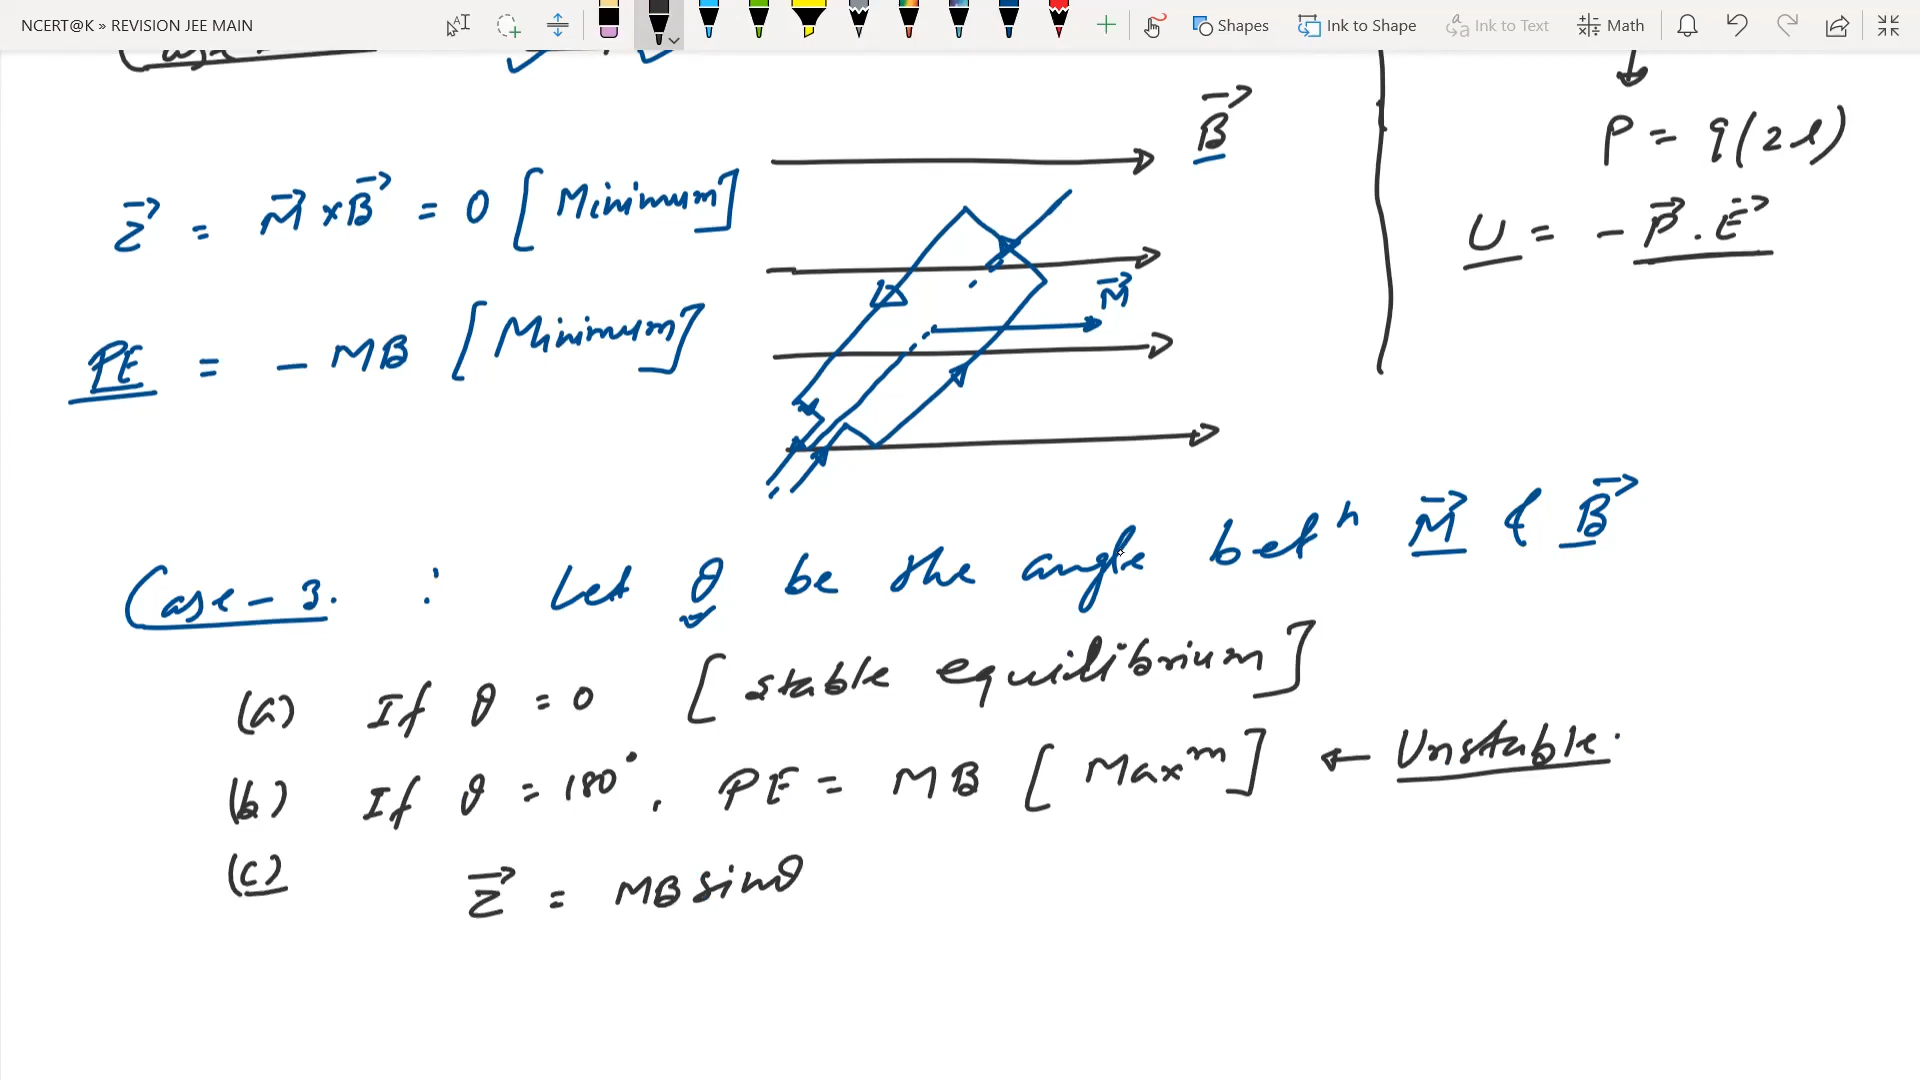 NCERT@K » REVISION JEE MAIN
Shapes
Ink to Shape
Ink to Text
Math
B⃗
P = q(2l)
τ⃗ = M⃗ × B⃗ = 0 [Minimum]
U = - P⃗ . E⃗
M⃗
PE = - MB [Minimum]
Case - 3. : Let θ be the angle betⁿ M⃗ & B⃗
(a) If θ = 0 [stable equilibrium]
(b) If θ = 180°, PE = MB [Maxᵐ] ← Unstable.
(c) τ⃗ = MB sinθ